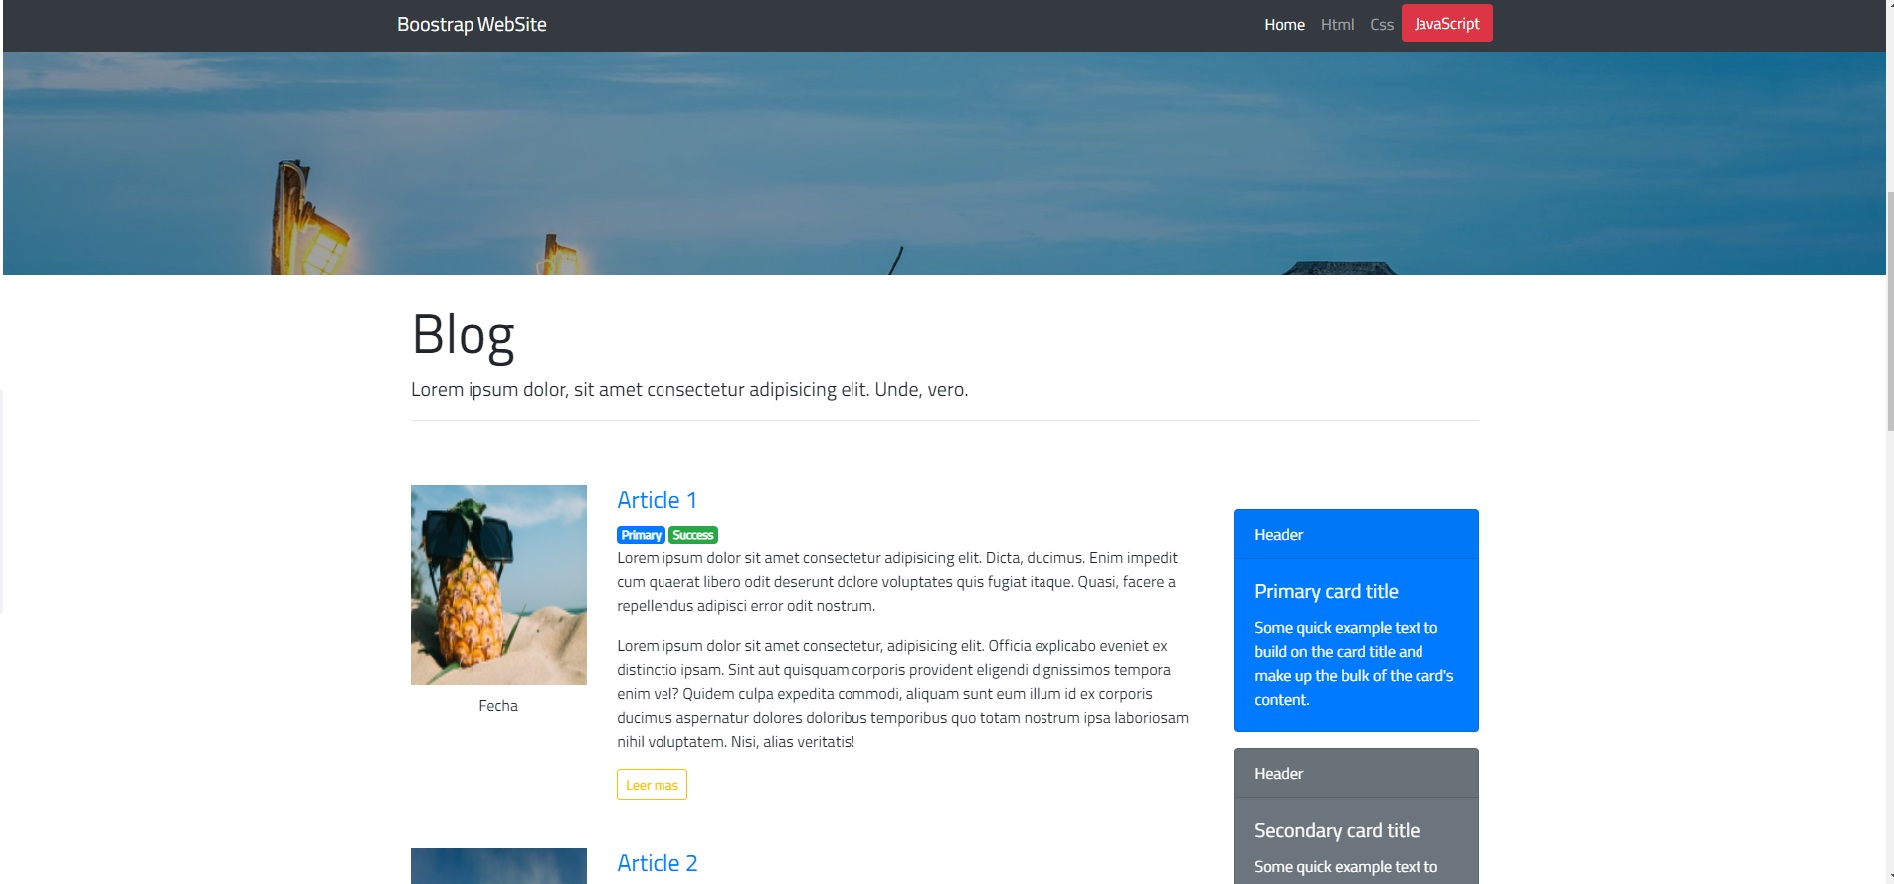 Boostrap WebSite
Home Html Css JavaScript
Blog
Lorem ipsum dolor, sit amet consectetur adipisicing elit. Unde, vero.
Article 1
Primary Success
Lorem ipsum dolor sit amet consectetur adipisicing elit. Dicta, ducimus. Enim impedit
cum quaerat libero odit deserunt dolore voluptates quis fugiat itaque. Quasi, facere a
repellendus adipisci error odit nostrum.
Lorem ipsum dolor sit amet consectetur, adipisicing elit. Officia explicabo eveniet ex
distinctio ipsam. Sint aut quisquam corporis provident eligendi dignissimos tempora
enim vel? Quidem culpa expedita commodi, aliquam sunt eum illum id ex corporis
ducimus aspernatur dolores doloribus temporibus quo totam nostrum ipsa laboriosam
nihil voluptatem. Nisi, alias veritatis!
Leer mas
Fecha
Article 2
Header
Primary card title
Some quick example text to
build on the card title and
make up the bulk of the card's
content.
Header
Secondary card title
Some quick example text to